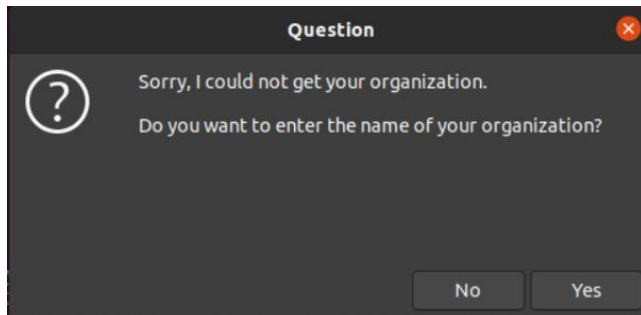 Question
Sorry, I could not get your organization.
Do you want to enter the name of your organization?
No Yes